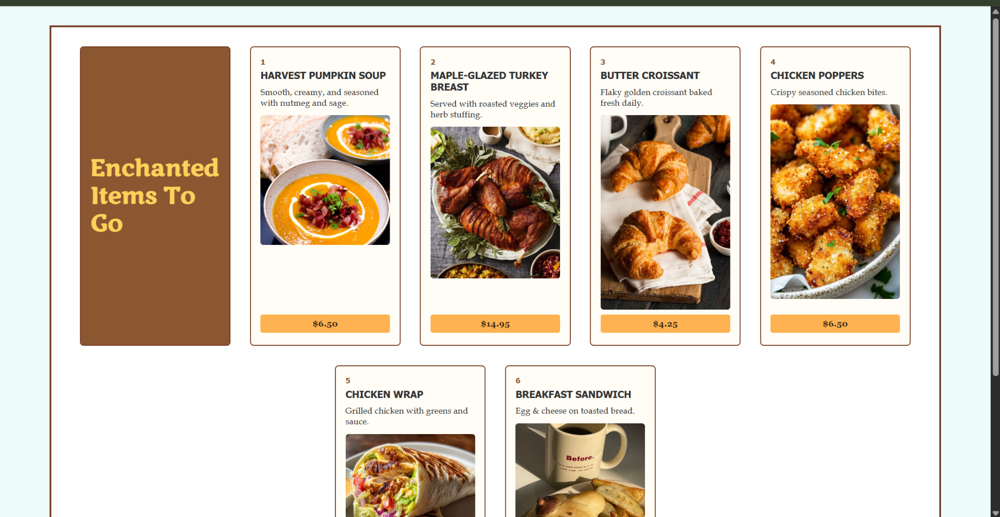 Enchanted
Items To
Go
1
HARVEST PUMPKIN SOUP
Smooth, creamy, and seasoned
with nutmeg and sage.
$6.50
2
MAPLE-GLAZED TURKEY
BREAST
Served with roasted veggies and
herb stuffing.
$14.95
3
BUTTER CROISSANT
Flaky golden croissant baked
fresh daily.
$4.25
4
CHICKEN POPPERS
Crispy seasoned chicken bites.
$6.50
5
CHICKEN WRAP
Grilled chicken with greens and
sauce.
6
BREAKFAST SANDWICH
Egg & cheese on toasted bread.
Before.